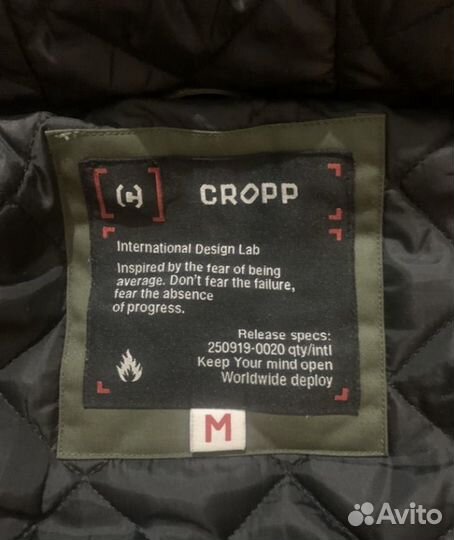 [C] CROPP
International Design Lab
Inspired by the fear of being
average. Don't fear the failure,
fear the absence
of progress.
Release specs:
250919-0020 qty/intl
Keep Your mind open
Worldwide deploy
M
Avito